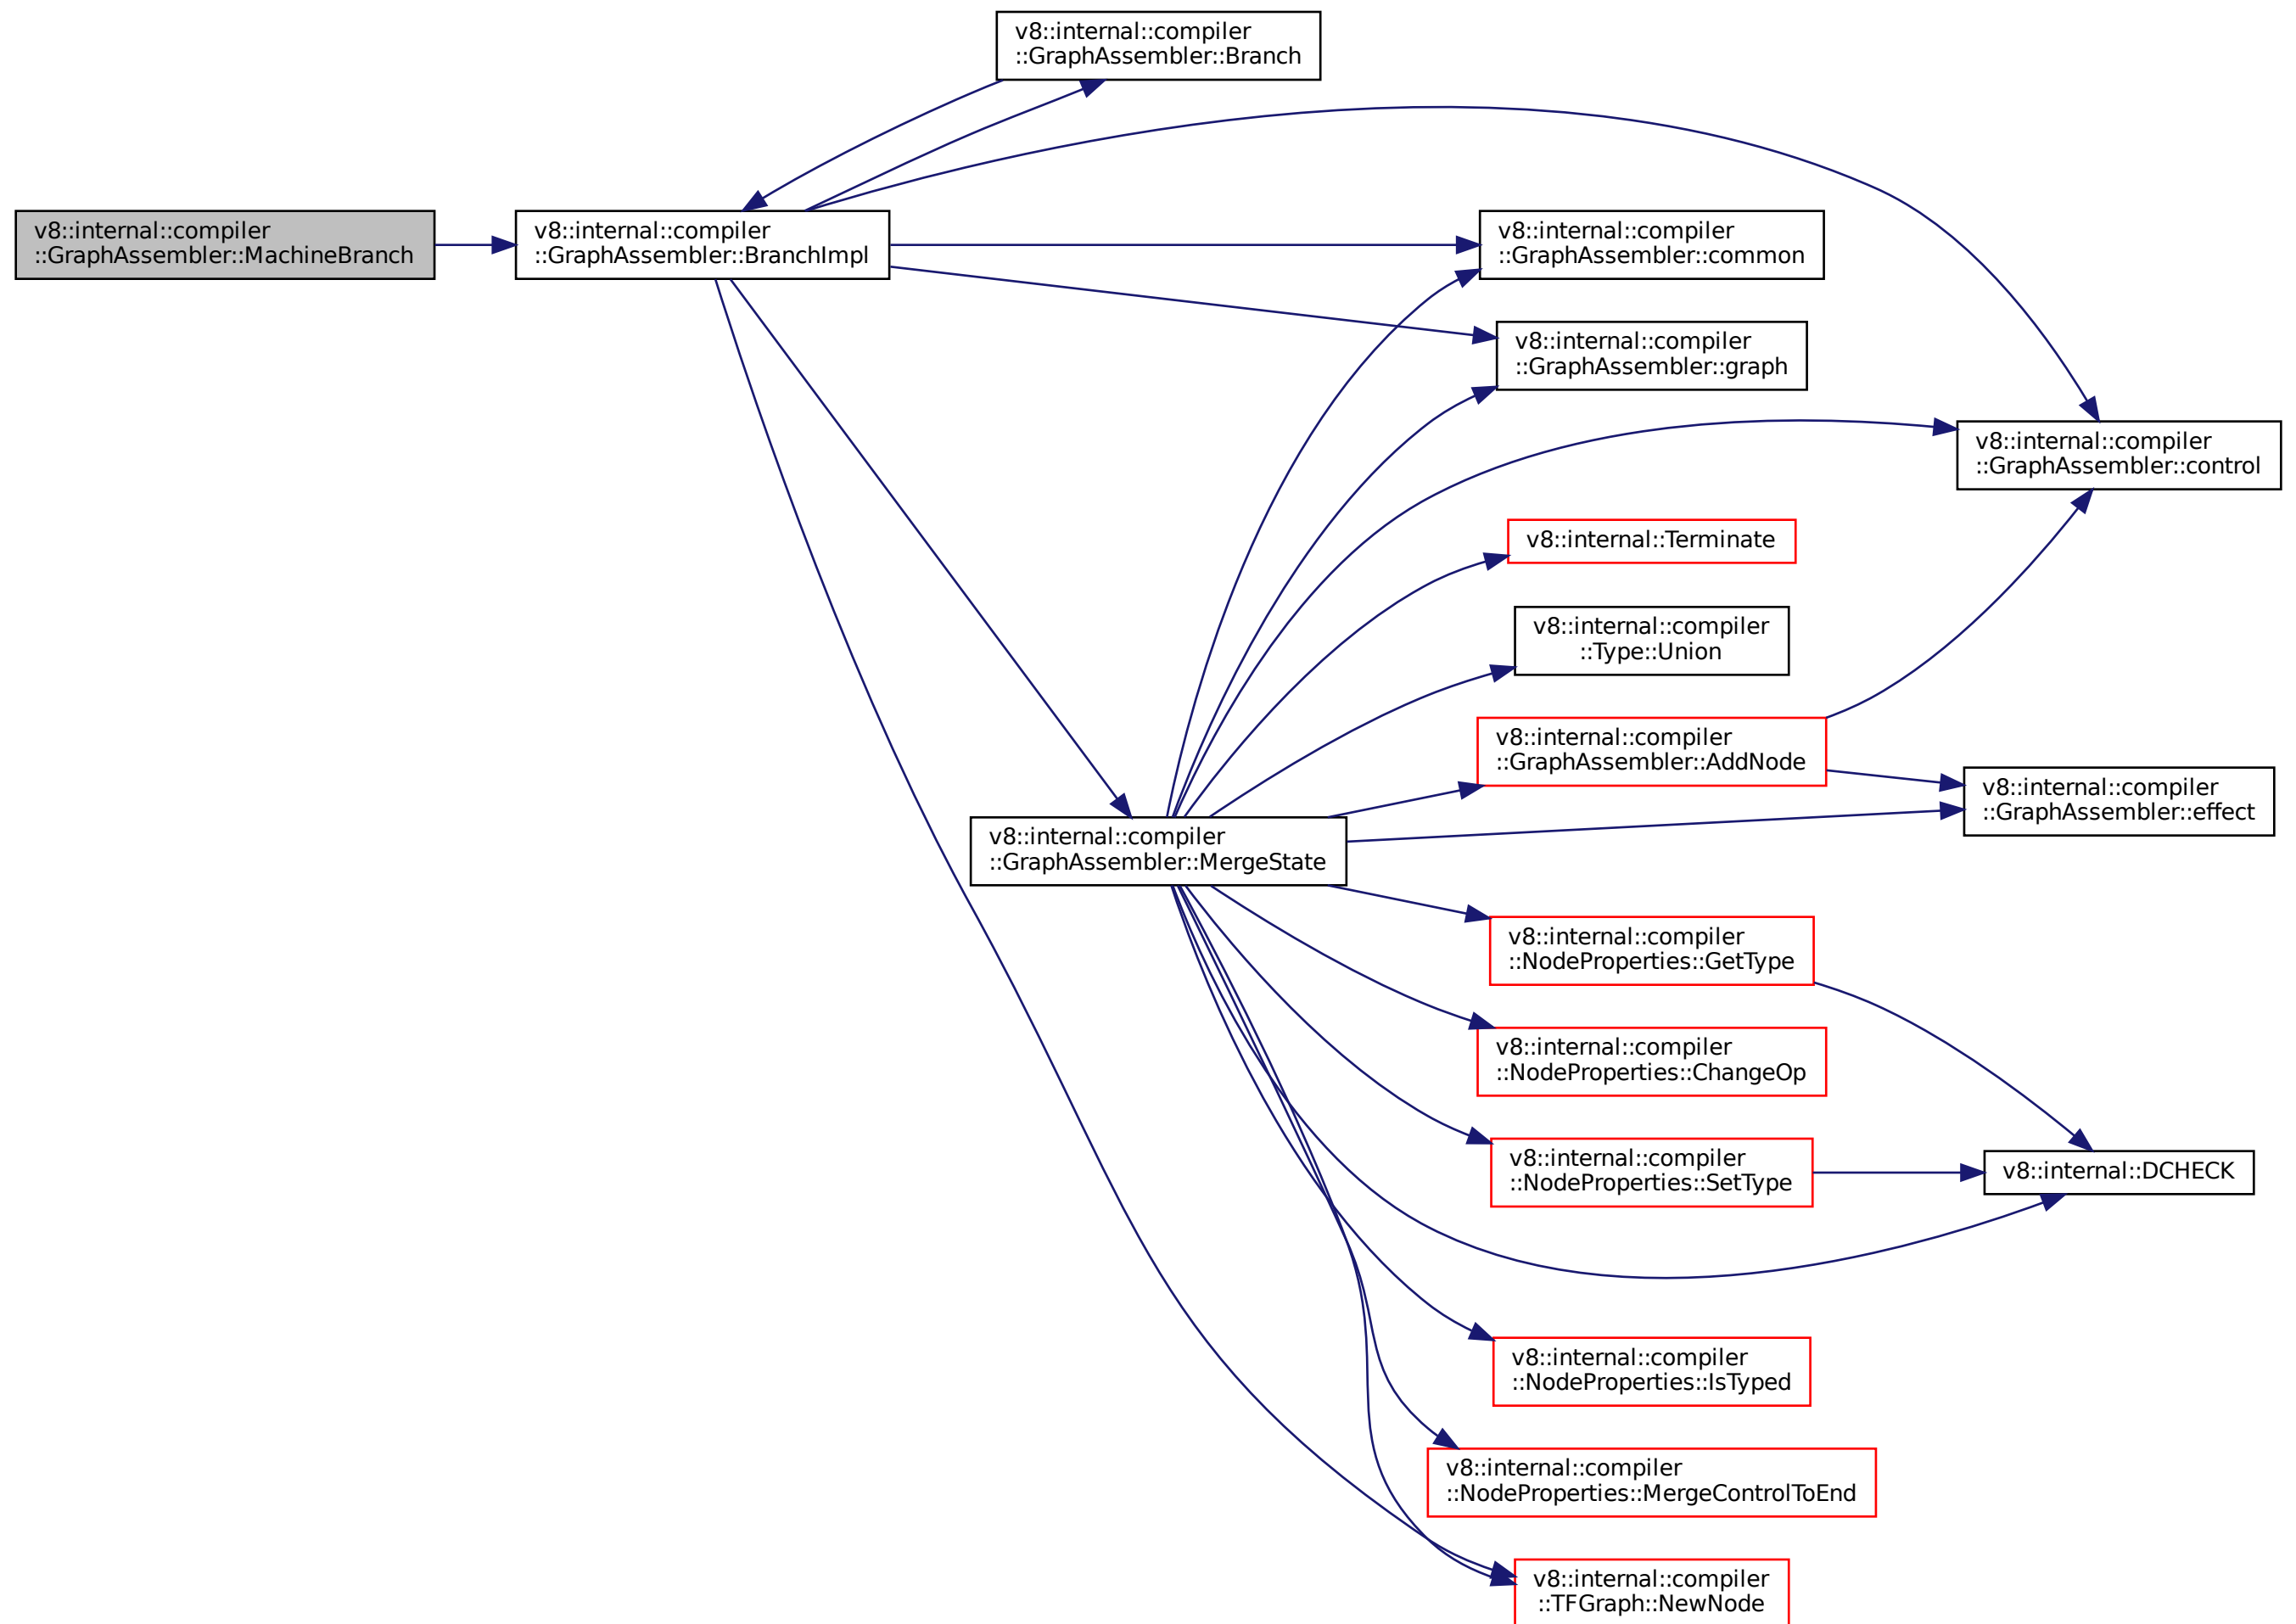 v8::internal::compiler
::GraphAssembler::Branch
v8::internal::compiler
::GraphAssembler::MachineBranch
v8::internal::compiler
::GraphAssembler::BranchImpl
v8::internal::compiler
::GraphAssembler::common
v8::internal::compiler
::GraphAssembler::graph
v8::internal::compiler
::GraphAssembler::control
v8::internal::Terminate
v8::internal::compiler
::Type::Union
v8::internal::compiler
::GraphAssembler::AddNode
v8::internal::compiler
::GraphAssembler::effect
v8::internal::compiler
::GraphAssembler::MergeState
v8::internal::compiler
::NodeProperties::GetType
v8::internal::compiler
::NodeProperties::ChangeOp
v8::internal::compiler
::NodeProperties::SetType
v8::internal::DCHECK
v8::internal::compiler
::NodeProperties::IsTyped
v8::internal::compiler
::NodeProperties::MergeControlToEnd
v8::internal::compiler
::TFGraph::NewNode